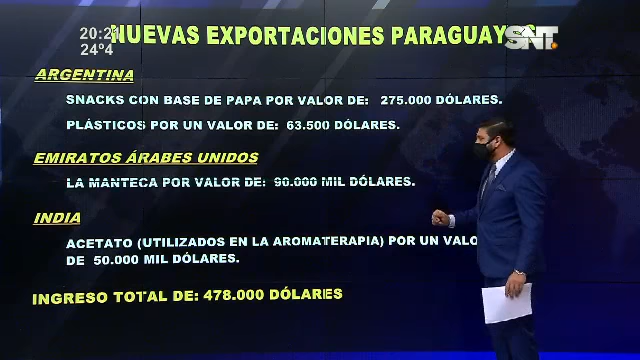 20:21
24°4
NUEVAS EXPORTACIONES PARAGUAY
SNT.
ARGENTINA
SNACKS CON BASE DE PAPA POR VALOR DE: 275.000 DÓLARES.
PLÁSTICOS POR UN VALOR DE: 63.500 DÓLARES.
EMIRATOS ÁRABES UNIDOS
LA MANTECA POR VALOR DE: 90.000 MIL DÓLARES.
INDIA
ACETATO (UTILIZADOS EN LA AROMATERAPIA) POR UN VALO
DE 50.000 MIL DÓLARES.
INGRESO TOTAL DE: 478.000 DÓLARES